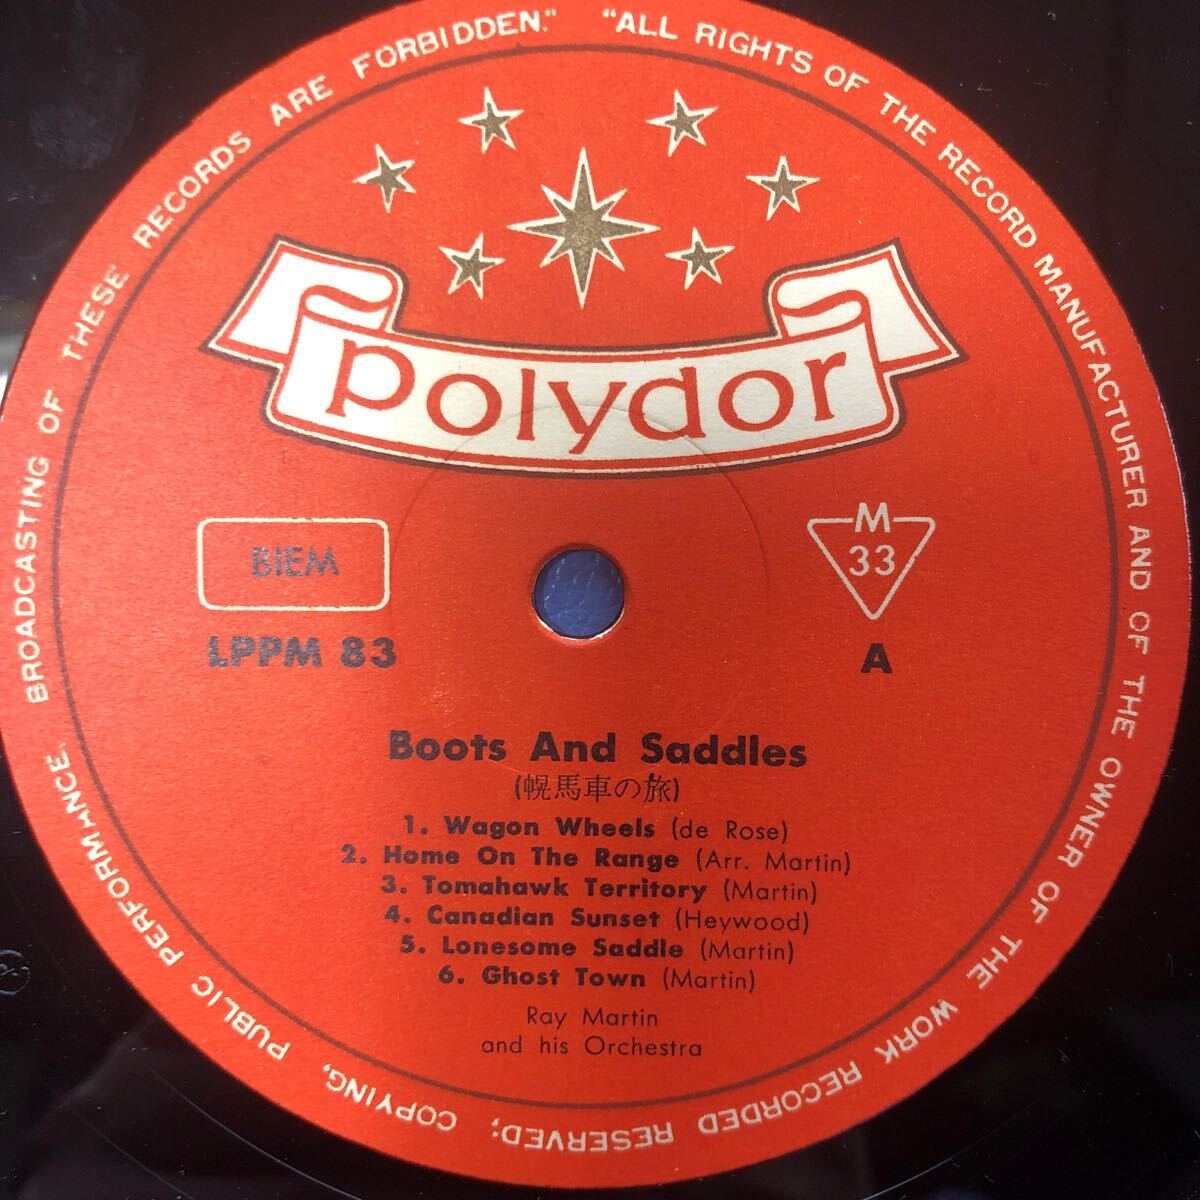 "ALL RIGHTS OF THE RECORD MANUFACTURER AND OF THE OWNER OF THE WORK RECORDED RESERVED; COPYING, PUBLIC PERFORMANCE, BROADCASTING OF THESE RECORDS ARE FORBIDDEN."
polydor
BIEM
M
33
LPPM 83
A
Boots And Saddles
(幌馬車の旅)
1. Wagon Wheels (de Rose)
2. Home On The Range (Arr. Martin)
3. Tomahawk Territory (Martin)
4. Canadian Sunset (Heywood)
5. Lonesome Saddle (Martin)
6. Ghost Town (Martin)
Ray Martin
and his Orchestra